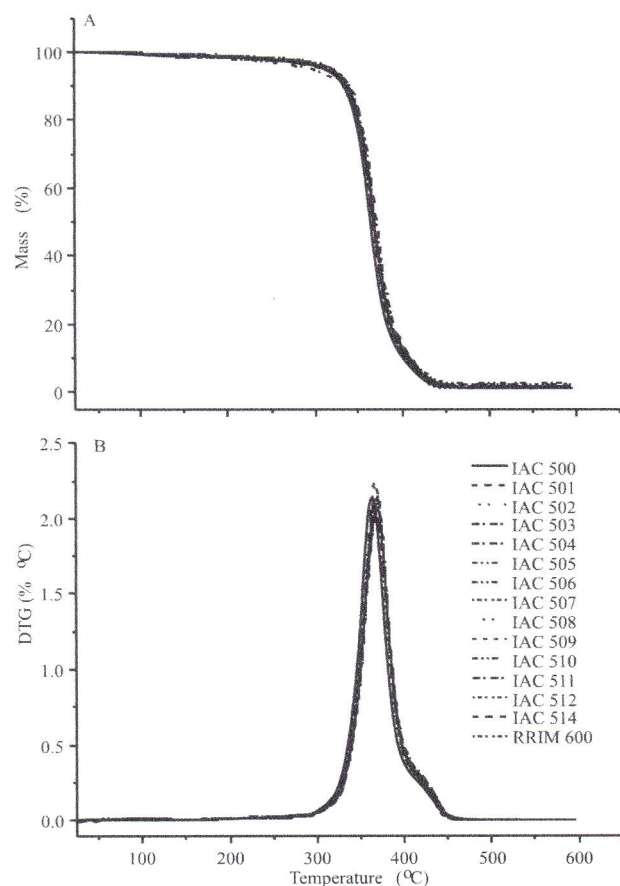 A
100
80
60
40
20
0
Mass (%)
B
2.5
2.0
1.5
1.0
0.5
0.0
DTG (% ºC)
IAC 500
IAC 501
IAC 502
IAC 503
IAC 504
IAC 505
IAC 506
IAC 507
IAC 508
IAC 509
IAC 510
IAC 511
IAC 512
IAC 514
RRIM 600
100 200 300 400 500 600
Temperature (ºC)